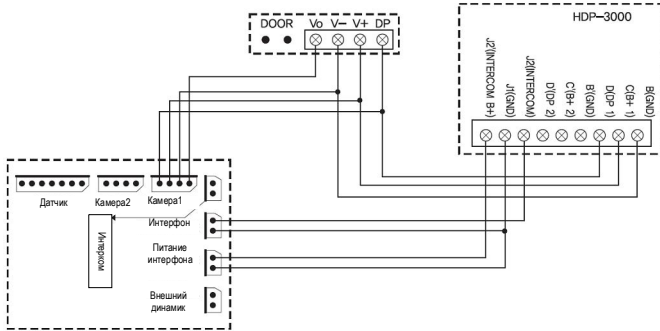 DOOR Vo V– V+ DP
HDP–3000
J2'(INTERCOM B+)
J1(GND)
J2(INTERCOM)
D'(DP 2)
C'(B+ 2)
B'(GND)
D(DP 1)
C(B+ 1)
B(GND)
Датчик
Камера2
Камера1
Интерком
Интерфон
Питание
интерфона
Внешний
динамик